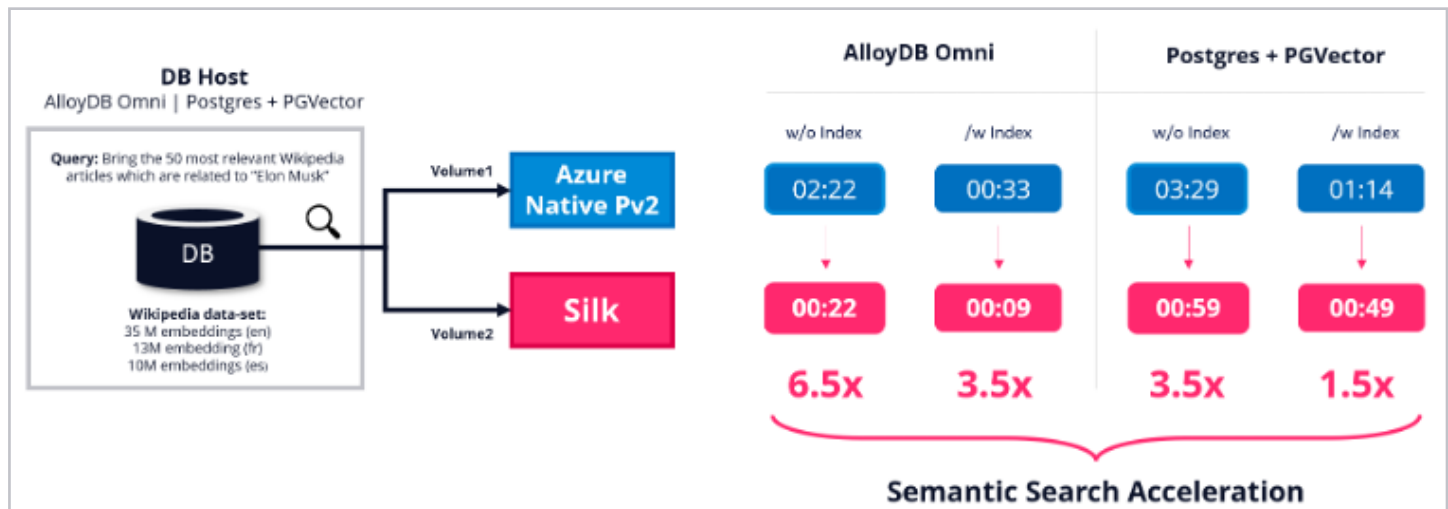 DB Host
AlloyDB Omni | Postgres + PGVector
Query: Bring the 50 most relevant Wikipedia
articles which are related to "Elon Musk"
DB
Wikipedia data-set:
35 M embeddings (en)
13M embedding (fr)
10M embeddings (es)
Volume1
Azure
Native Pv2
Silk
Volume2
AlloyDB Omni
Postgres + PGVector
w/o Index
/w Index
w/o Index
/w Index
02:22
00:33
03:29
01:14
00:22
00:09
00:59
00:49
6.5x
3.5x
3.5x
1.5x
Semantic Search Acceleration